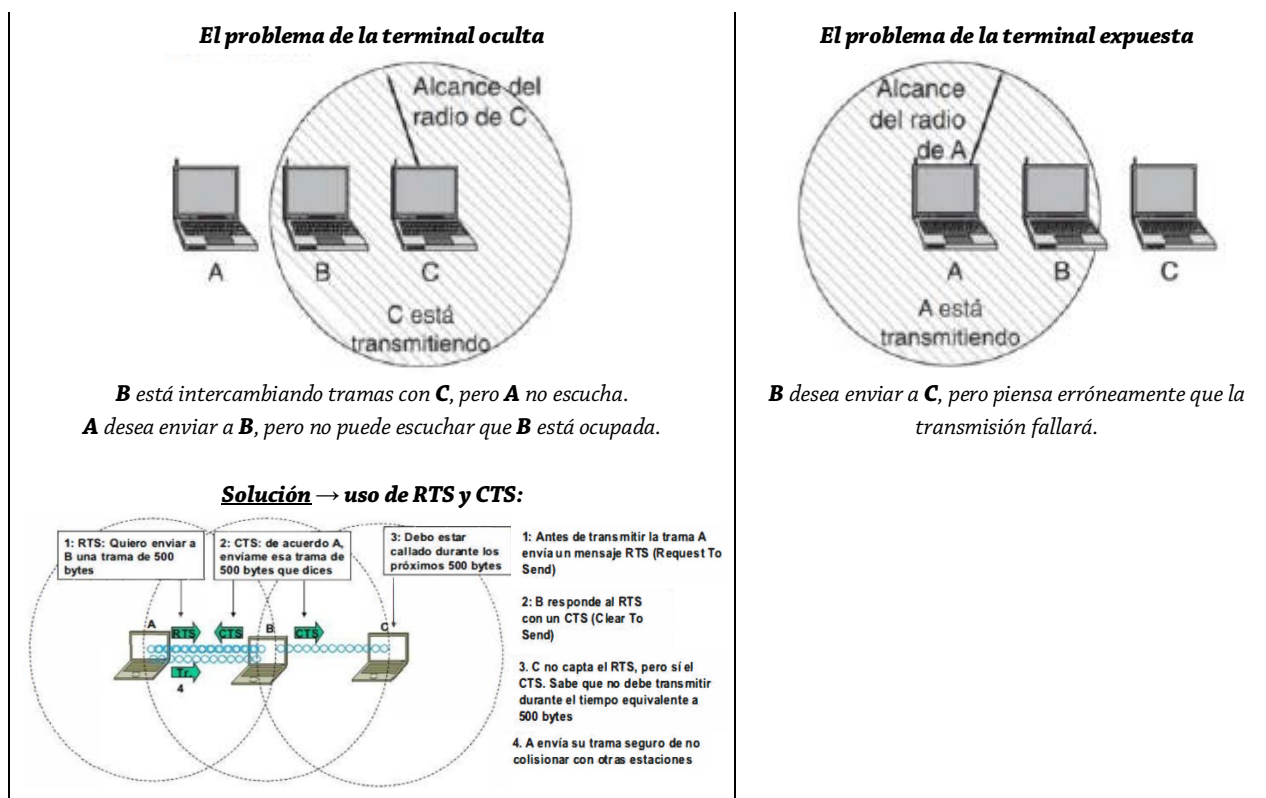 El problema de la terminal oculta
Alcance del
radio de C
A
B
C
C está
transmitiendo
B está intercambiando tramas con C, pero A no escucha.
A desea enviar a B, pero no puede escuchar que B está ocupada.
Solución → uso de RTS y CTS:
1: RTS: Quiero enviar a
B una trama de 500
bytes
2: CTS: de acuerdo A,
envíame esa trama de
500 bytes que dices
3: Debo estar
callado durante los
próximos 500 bytes
A
RTS
CTS
B
CTS
C
Tr.
4
1: Antes de transmitir la trama A
envía un mensaje RTS (Request To
Send)
2: B responde al RTS
con un CTS (Clear To
Send)
3. C no capta el RTS, pero sí el
CTS. Sabe que no debe transmitir
durante el tiempo equivalente a
500 bytes
4. A envía su trama seguro de no
colisionar con otras estaciones
El problema de la terminal expuesta
Alcance
del radio
de A
A
B
C
A está
transmitiendo
B desea enviar a C, pero piensa erróneamente que la
transmisión fallará.